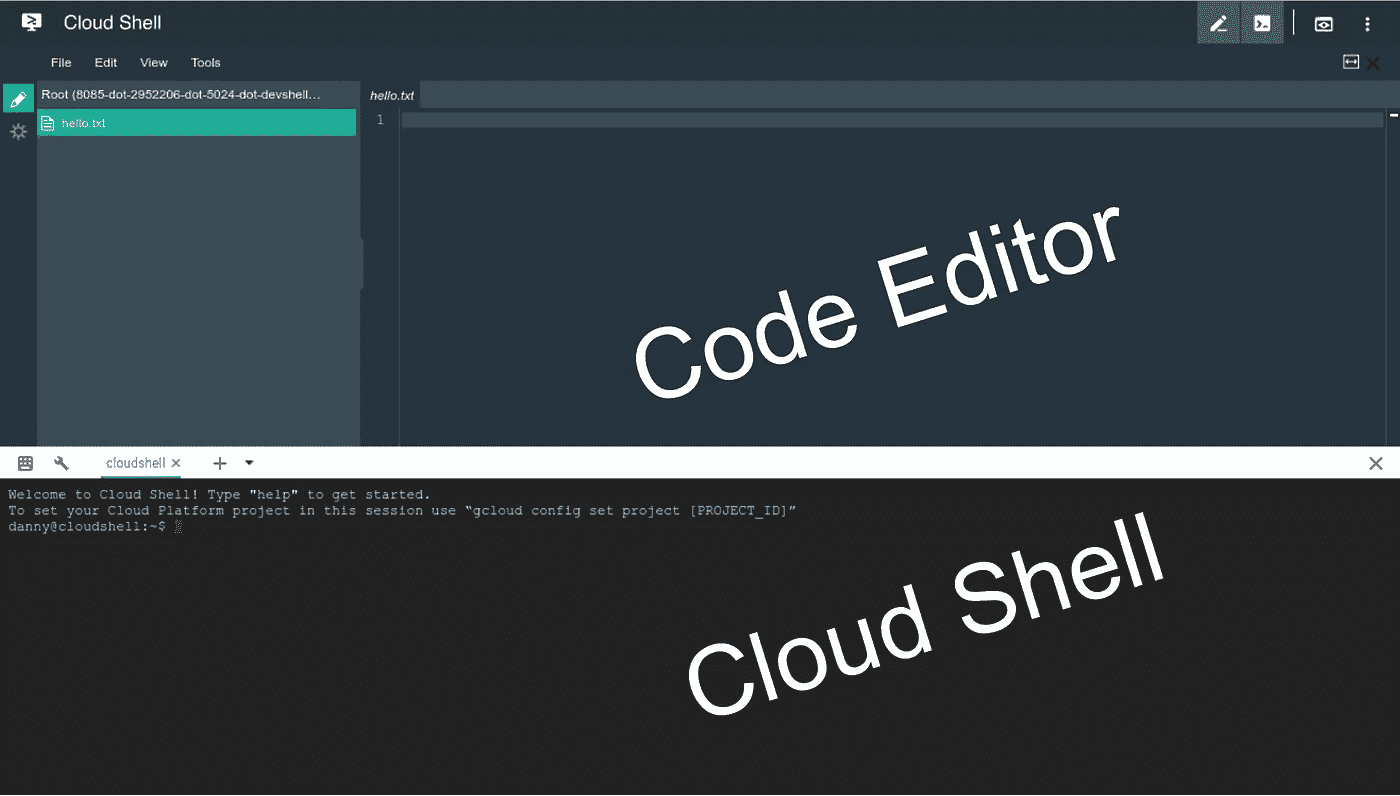 Cloud Shell
File Edit View Tools
Root (8085-dot-2952206-dot-5024-dot-devshell...
hello.txt
hello.txt
1
Code Editor
cloudshell
Welcome to Cloud Shell! Type "help" to get started.
To set your Cloud Platform project in this session use “gcloud config set project [PROJECT_ID]”
danny@cloudshell:~$
Cloud Shell